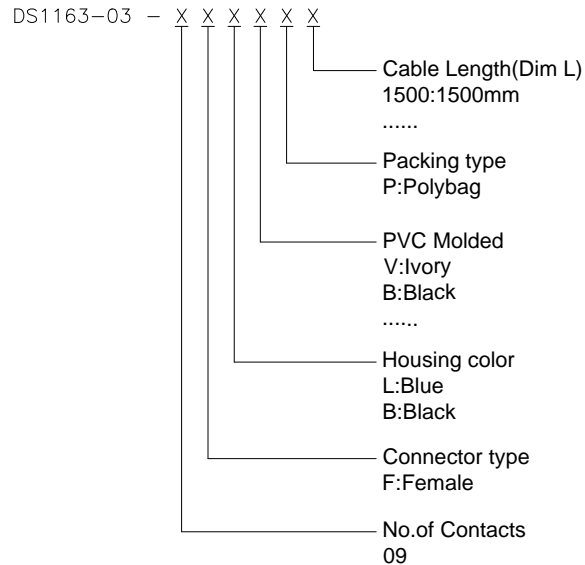 DS1163-03 - X X X X X X
Cable Length(Dim L)
1500:1500mm
......
Packing type
P:Polybag
PVC Molded
V:Ivory
B:Black
......
Housing color
L:Blue
B:Black
Connector type
F:Female
No.of Contacts
09